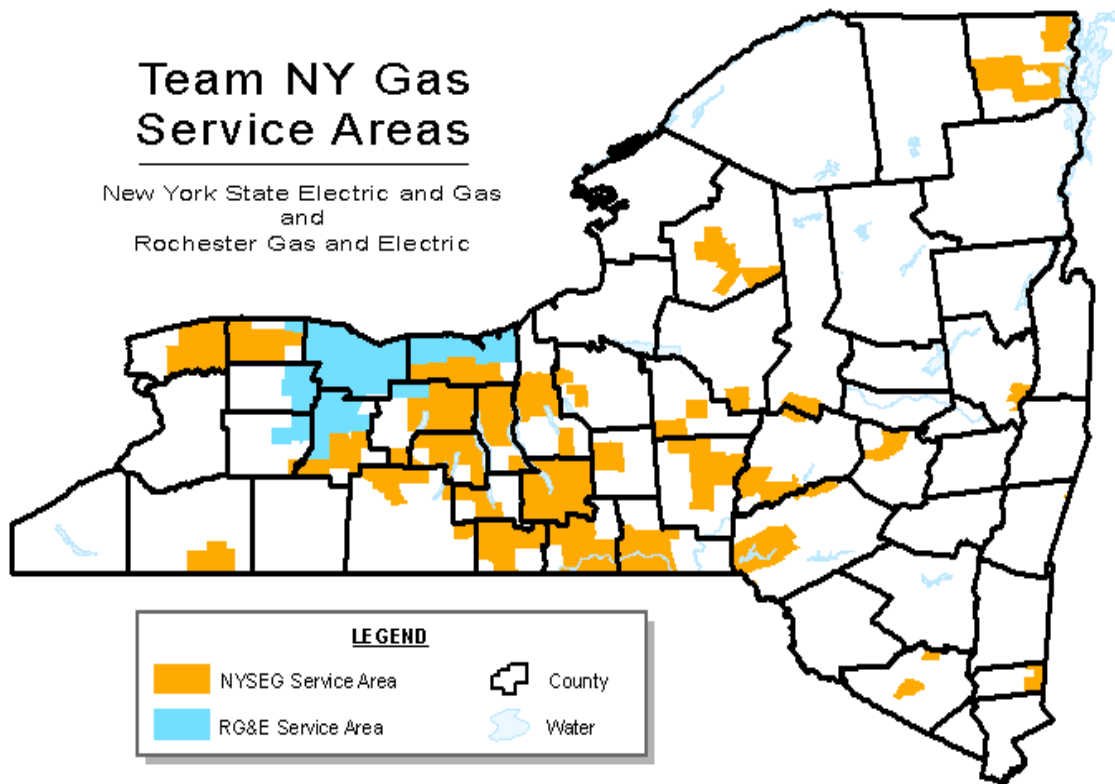 Team NY Gas
Service Areas
New York State Electric and Gas
and
Rochester Gas and Electric
LEGEND
NYSEG Service Area
County
RG&E Service Area
Water